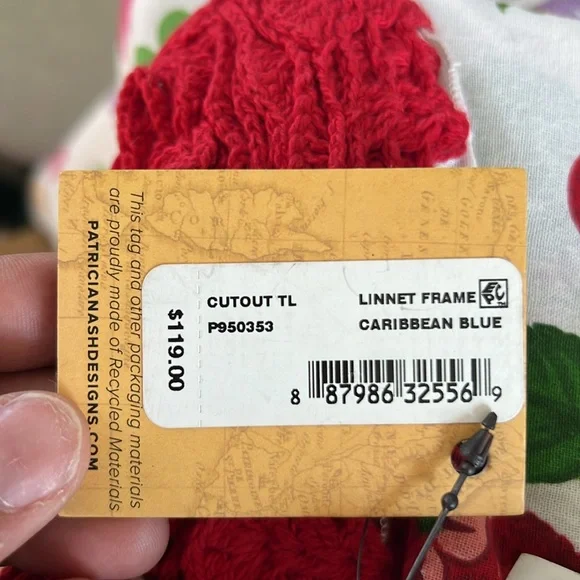 This tag and other packaging materials
are proudly made of Recycled Materials
PATRICIANASHDESIGNS.COM
$119.00
CUTOUT TL
P950353
LINNET FRAME
CARIBBEAN BLUE
8 87986 32556 9